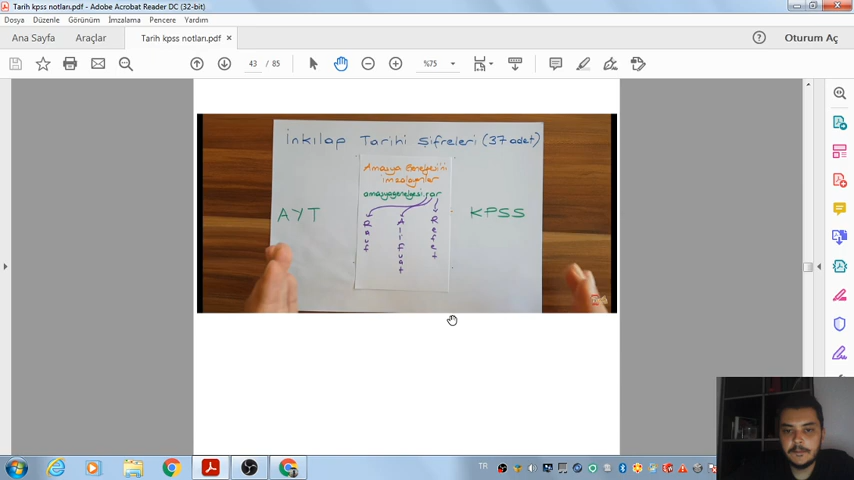 Tarih kpss notları.pdf - Adobe Acrobat Reader DC (32-bit)
Dosya Düzenle Görünüm İmzalama Pencere Yardım
Ana Sayfa Araçlar Tarih kpss notları.pdf × Oturum Aç
43 / 85 %75
İnkılap Tarihi Şifreleri (37 adet)
Amasya Genelgesi'ni
imzalayanlar
amasyagenelgesi.rar
AYT
KPSS
Rauf
Ali Fuat
Refet
TR